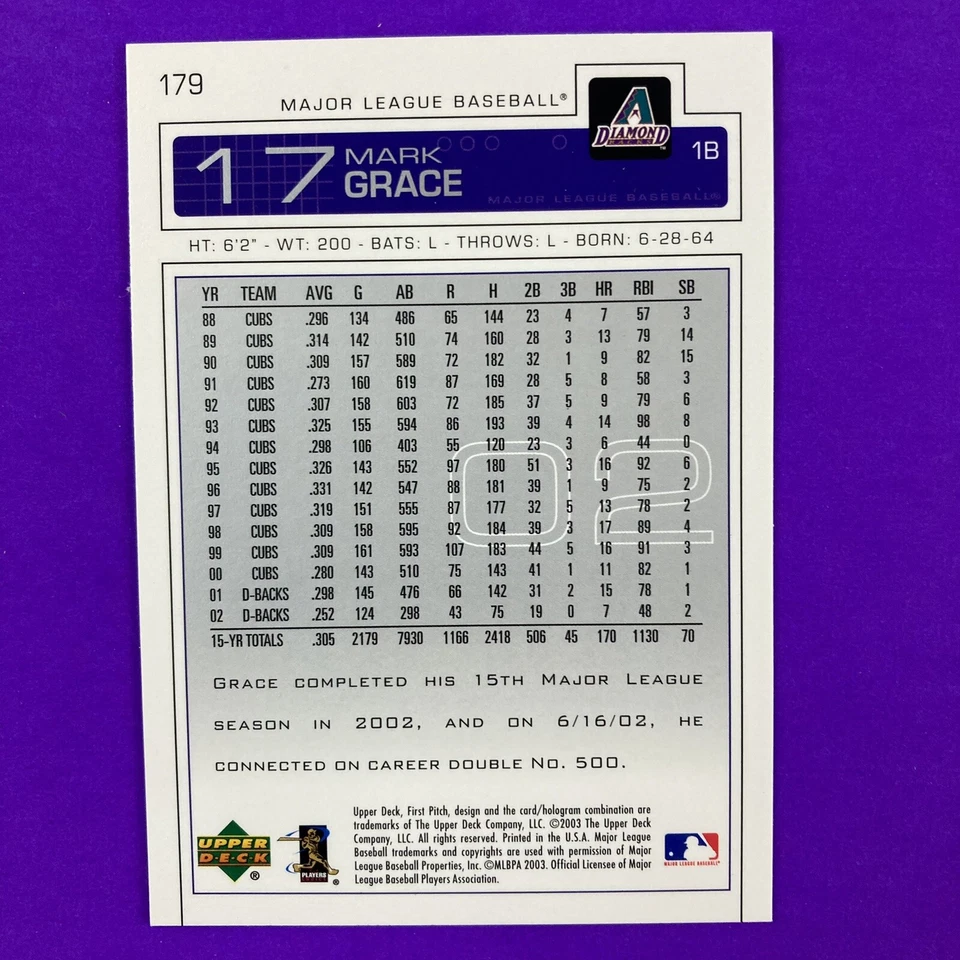 179
MAJOR LEAGUE BASEBALL®
A
DIAMOND
BACKS™
17 MARK
GRACE
1B
MAJOR LEAGUE BASEBALL®
HT: 6'2" - WT: 200 - BATS: L - THROWS: L - BORN: 6-28-64
YR TEAM AVG G AB R H 2B 3B HR RBI SB
88 CUBS .296 134 486 65 144 23 4 7 57 3
89 CUBS .314 142 510 74 160 28 3 13 79 14
90 CUBS .309 157 589 72 182 32 1 9 82 15
91 CUBS .273 160 619 87 169 28 5 8 58 3
92 CUBS .307 158 603 72 185 37 5 9 79 6
93 CUBS .325 155 594 86 193 39 4 14 98 8
94 CUBS .298 106 403 55 120 23 3 6 44 0
95 CUBS .326 143 552 97 180 51 3 16 92 6
96 CUBS .331 142 547 88 181 39 1 9 75 2
97 CUBS .319 151 555 87 177 32 5 13 78 2
98 CUBS .309 158 595 92 184 39 3 17 89 4
99 CUBS .309 161 593 107 183 44 5 16 91 3
00 CUBS .280 143 510 75 143 41 1 11 82 1
01 D-BACKS .298 145 476 66 142 31 2 15 78 1
02 D-BACKS .252 124 298 43 75 19 0 7 48 2
15-YR TOTALS .305 2179 7930 1166 2418 506 45 170 1130 70
02
GRACE COMPLETED HIS 15TH MAJOR LEAGUE
SEASON IN 2002, AND ON 6/16/02, HE
CONNECTED ON CAREER DOUBLE NO. 500.
UPPER
DECK®
PLAYERS
®
Upper Deck, First Pitch, design and the card/hologram combination are
trademarks of The Upper Deck Company, LLC. ©2003 The Upper Deck
Company, LLC. All rights reserved. Printed in the U.S.A. Major League
Baseball trademarks and copyrights are used with permission of Major
League Baseball Properties, Inc. ©MLBPA 2003. Official Licensee of Major
League Baseball Players Association.
MAJOR LEAGUE BASEBALL®